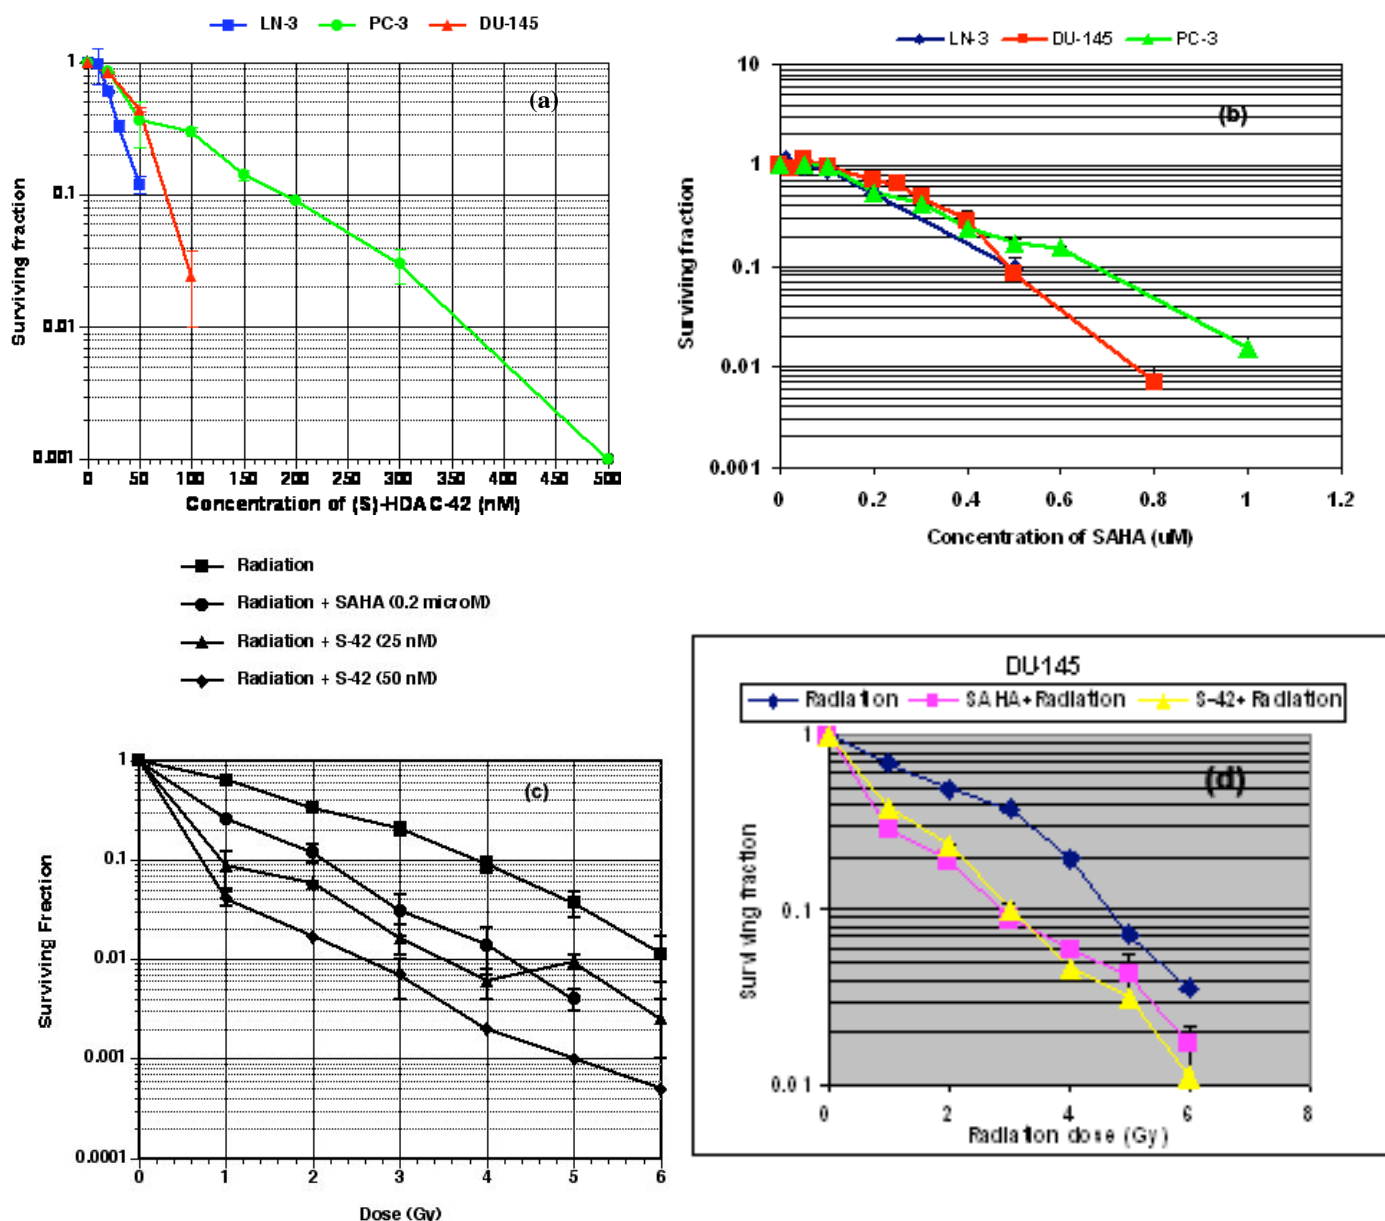 LN-3 PC-3 DU-145
(a)
1
0.1
0.01
0.001
Surviving fraction
0 50 100 150 200 250 300 350 400 450 500
Concentration of (S)-HDAC-42 (nM)
LN-3 DU-145 PC-3
(b)
10
1
0.1
0.01
0.001
Surviving fraction
0 0.2 0.4 0.6 0.8 1 1.2
Concentration of SAHA (uM)
Radiation
Radiation + SAHA (0.2 microM)
Radiation + S-42 (25 nM)
Radiation + S-42 (50 nM)
(c)
1
0.1
0.01
0.001
0.0001
Surviving Fraction
0 1 2 3 4 5 6
Dose (Gy)
DU-145
Radiation SAHA+Radiation S-42+ Radiation
(d)
1
0.1
0.01
Surviving fraction
0 2 4 6 8
Radiation dose (Gy)